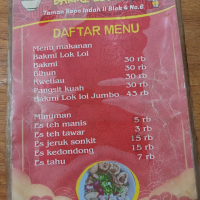 Taman Ropo Indah II Blok G No.8
DAFTAR MENU
Menu makanan
Bakmi Lok Loi 30 rb
Bakmi 30 rb
Bihun 30 rb
Kwetiau 30 rb
Pangsit kuah 30 rb
Bakmi Lok loi Jumbo 43 rb
Minuman
Es teh manis 5 rb
Es teh tawar 3 rb
Es jeruk sonkit 15 rb
Es kedondong 15 rb
Es tahu 7 rb